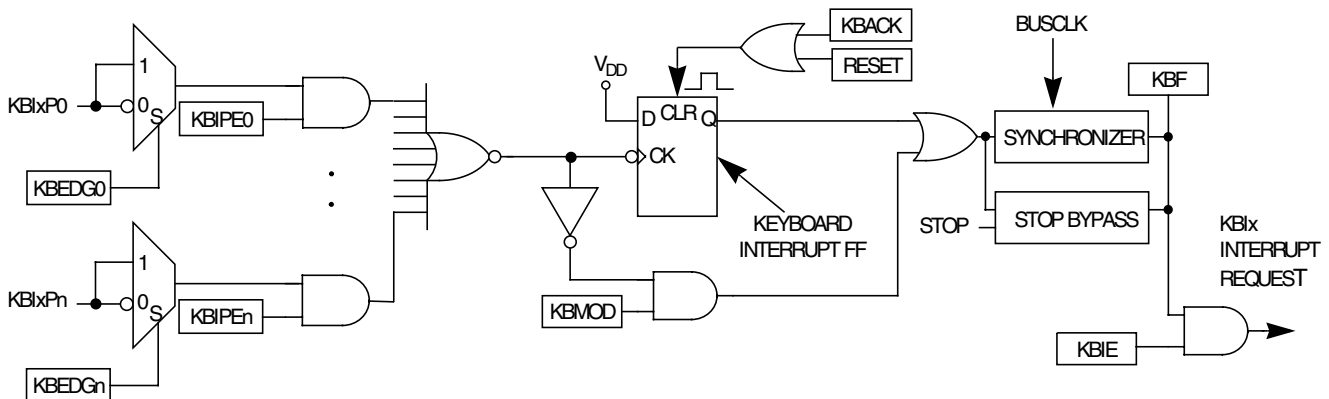 KBIxP0
1
0
S
KBEDG0
KBIPE0
KBIxPn
1
0
S
KBEDGn
KBIPEn
VDD
D
CLR
Q
CK
KBACK
RESET
KEYBOARD
INTERRUPT FF
KBMOD
BUSCLK
SYNCHRONIZER
STOP
STOP BYPASS
KBF
KBIx
INTERRUPT
REQUEST
KBIE